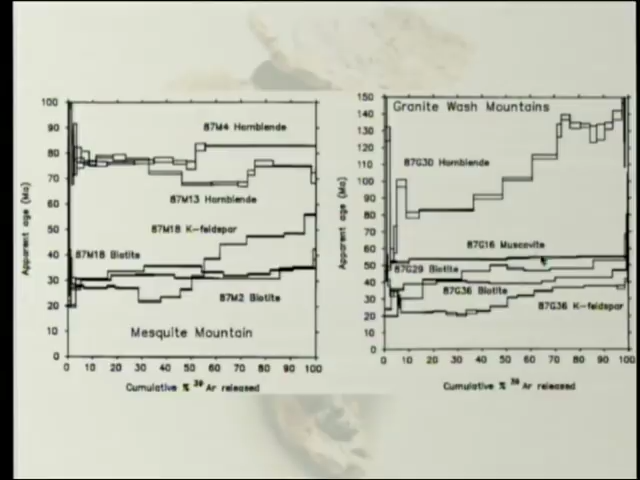 100
90
80
70
60
50
40
30
20
10
0
Apparent age (Ma)
87M4 Hornblende
87M13 Hornblende
87M18 K-feldspar
87M18 Biotite
87M2 Biotite
Mesquite Mountain
0 10 20 30 40 50 60 70 80 90 100
Cumulative % 39 Ar released
150
140
130
120
110
100
90
80
70
60
50
40
30
20
10
0
Apparent age (Ma)
Granite Wash Mountains
87G30 Hornblende
87G16 Muscovite
87G29 Biotite
87G36 Biotite
87G36 K-feldspar
0 10 20 30 40 50 60 70 80 90 100
Cumulative % 39 Ar released